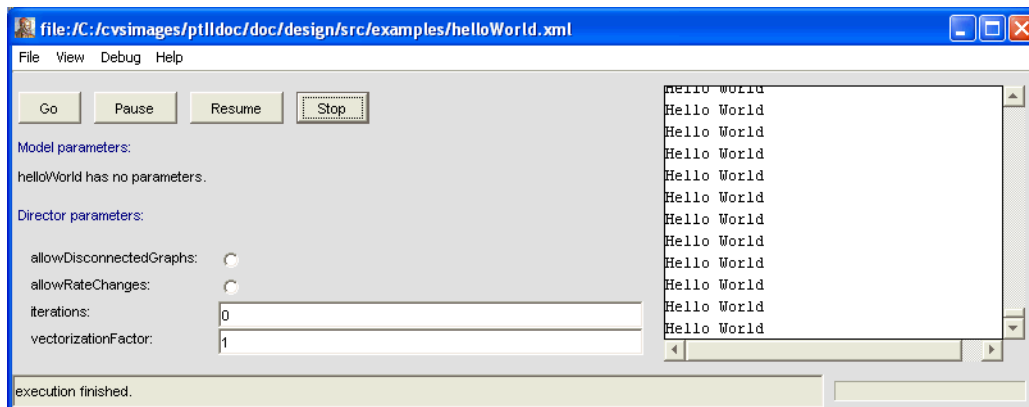 file:/C:/cvsimages/ptIIdoc/doc/design/src/examples/helloWorld.xml
File View Debug Help
Go Pause Resume Stop
Model parameters:
helloWorld has no parameters.
Director parameters:
allowDisconnectedGraphs:
allowRateChanges:
iterations: 0
vectorizationFactor: 1
Hello World
Hello World
Hello World
Hello World
Hello World
Hello World
Hello World
Hello World
Hello World
Hello World
Hello World
Hello World
execution finished.